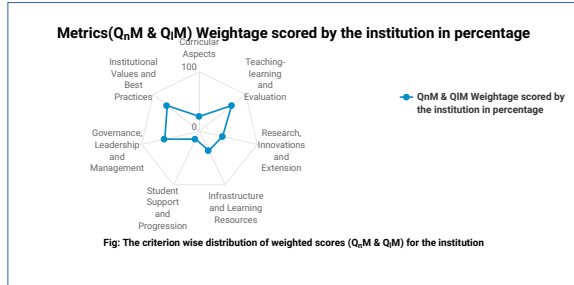 Metrics(QnM & QlM) Weightage scored by the institution in percentage
Curricular
Aspects
100
0
Teaching-
learning and
Evaluation
Research,
Innovations
and
Extension
Infrastructure
and Learning
Resources
Student
Support
and
Progression
Governance,
Leadership
and
Management
Institutional
Values and
Best
Practices
QnM & QlM Weightage scored by
the institution in percentage
Fig: The criterion wise distribution of weighted scores (QnM & QlM) for the institution